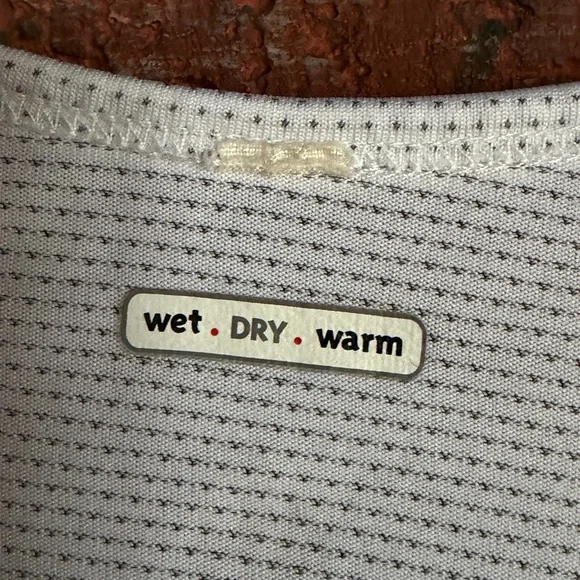 wet . DRY . warm